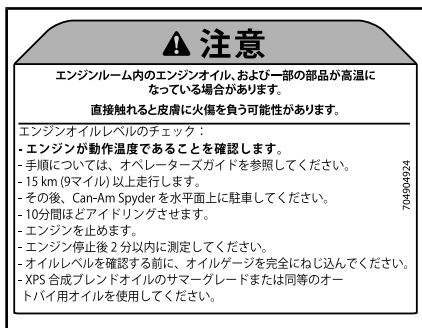 注意
エンジンルーム内のエンジンオイル、および一部の部品が高温に
なっている場合があります。
直接触れると皮膚に火傷を負う可能性があります。
エンジンオイルレベルのチェック：
- エンジンが動作温度であることを確認します。
- 手順については、オペレーターズガイドを参照してください。
- 15 km (9マイル) 以上走行します。
- その後、Can-Am Spyder を水平面上に駐車してください。
- 10分間ほどアイドリングさせます。
- エンジンを止めます。
- エンジン停止後 2 分以内に測定してください。
- オイルレベルを確認する前に、オイルゲージを完全にねじ込んでください。
- XPS 合成ブレンドオイルのサマーグレードまたは同等のオー
トバイ用オイルを使用してください。
704904924